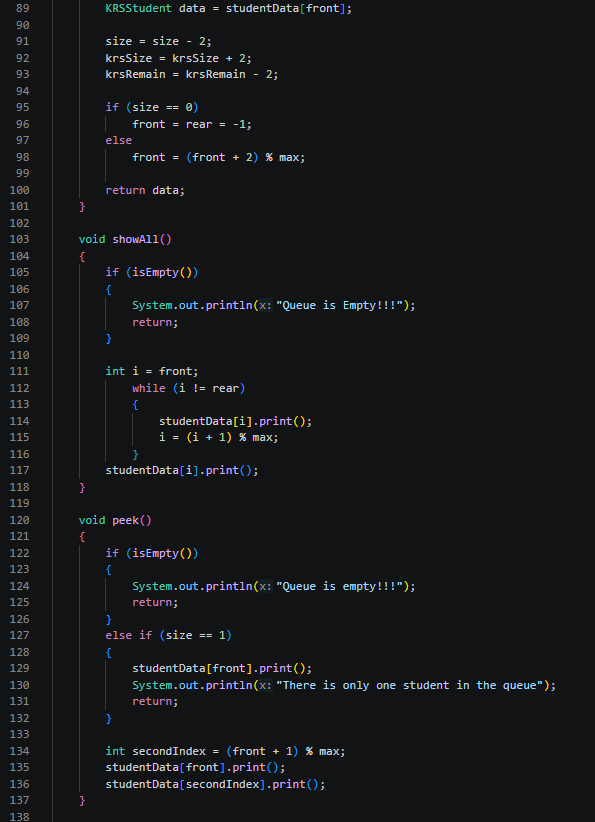 89 KRSStudent data = studentData[front];
90
91 size = size - 2;
92 krsSize = krsSize + 2;
93 krsRemain = krsRemain - 2;
94
95 if (size == 0)
96 front = rear = -1;
97 else
98 front = (front + 2) % max;
99
100 return data;
101 }
102
103 void showAll()
104 {
105 if (isEmpty())
106 {
107 System.out.println(x: "Queue is Empty!!!");
108 return;
109 }
110
111 int i = front;
112 while (i != rear)
113 {
114 studentData[i].print();
115 i = (i + 1) % max;
116 }
117 studentData[i].print();
118 }
119
120 void peek()
121 {
122 if (isEmpty())
123 {
124 System.out.println(x: "Queue is empty!!!");
125 return;
126 }
127 else if (size == 1)
128 {
129 studentData[front].print();
130 System.out.println(x: "There is only one student in the queue");
131 return;
132 }
133
134 int secondIndex = (front + 1) % max;
135 studentData[front].print();
136 studentData[secondIndex].print();
137 }
138